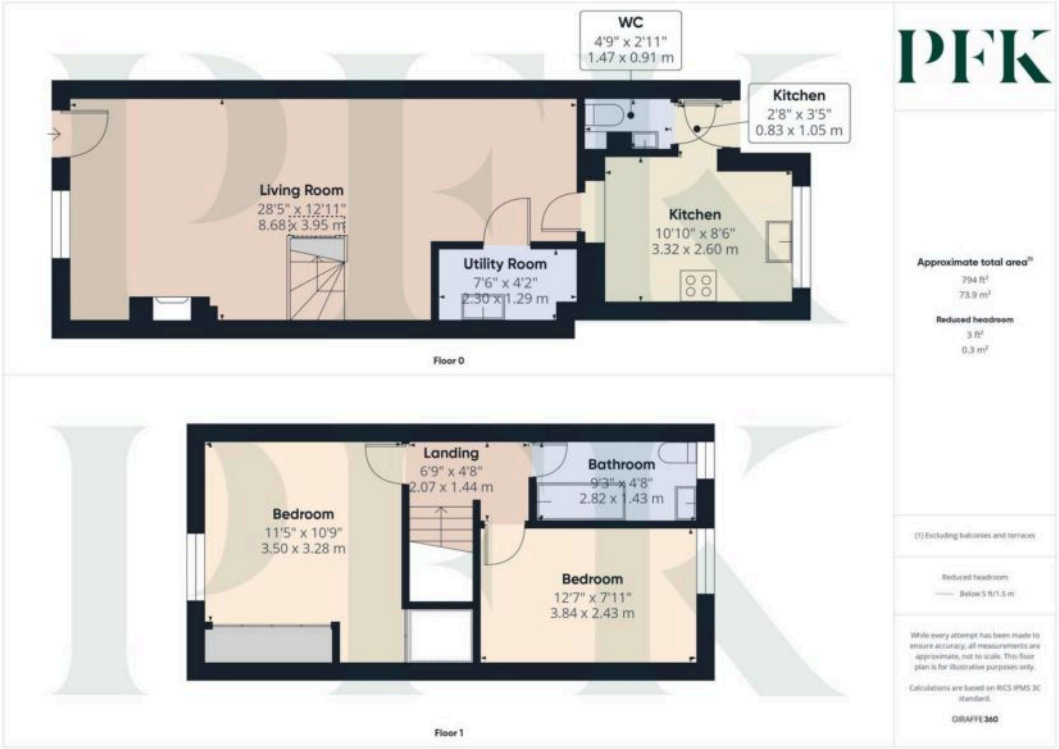 WC
4'9" x 2'11"
1.47 x 0.91 m
Kitchen
2'8" x 3'5"
0.83 x 1.05 m
Living Room
28'5" x 12'11"
8.68 x 3.95 m
Kitchen
10'10" x 8'6"
3.32 x 2.60 m
Utility Room
7'6" x 4'2"
2.30 x 1.29 m
Floor 0
Landing
6'9" x 4'8"
2.07 x 1.44 m
Bathroom
9'3" x 4'8"
2.82 x 1.43 m
Bedroom
11'5" x 10'9"
3.50 x 3.28 m
Bedroom
12'7" x 7'11"
3.84 x 2.43 m
Floor 1
PFK
PFK
PFK
Approximate total area(1)
794 ft²
73.9 m²
Reduced headroom
3 ft²
0.3 m²
(1) Excluding balconies and terraces
Reduced headroom
Below 5 ft/1.5 m
While every attempt has been made to
ensure accuracy, all measurements are
approximate, not to scale. This floor
plan is for illustrative purposes only.
Calculations are based on RICS IPMS 3C
standard.
GIRAFFE360